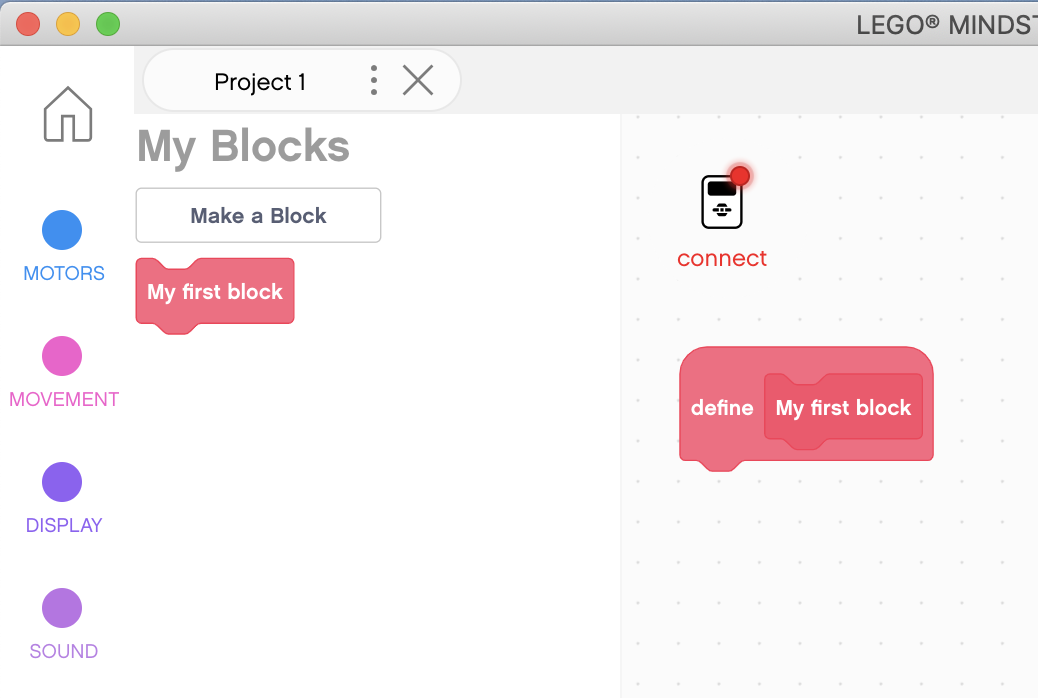 LEGO® MINDST
Project 1
My Blocks
Make a Block
My first block
MOTORS
MOVEMENT
DISPLAY
SOUND
connect
define My first block